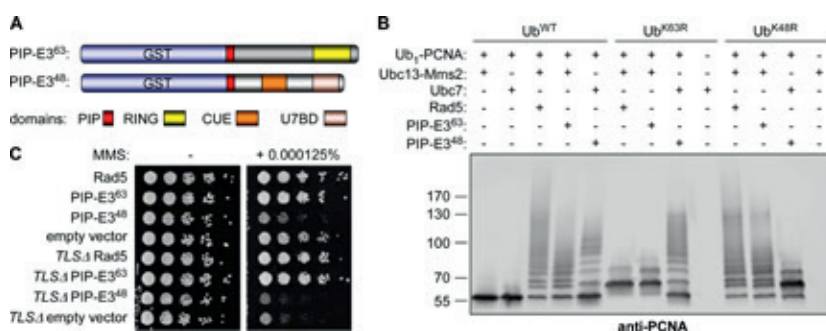 A
PIP-E3⁶³: GST
PIP-E3⁴⁸: GST
domains: PIP RING CUE U7BD
C
MMS: - + 0.000125%
Rad5
PIP-E3⁶³
PIP-E3⁴⁸
empty vector
TLSΔ Rad5
TLSΔ PIP-E3⁶³
TLSΔ PIP-E3⁴⁸
TLSΔ empty vector
B
Ub^WT Ub^K63R Ub^K48R
Ub₁-PCNA + + + + + + + + - + + + -
Ubc13-Mms2
Ubc7
Rad5
PIP-E3⁶³
PIP-E3⁴⁸
170
130
100
70
55
anti-PCNA